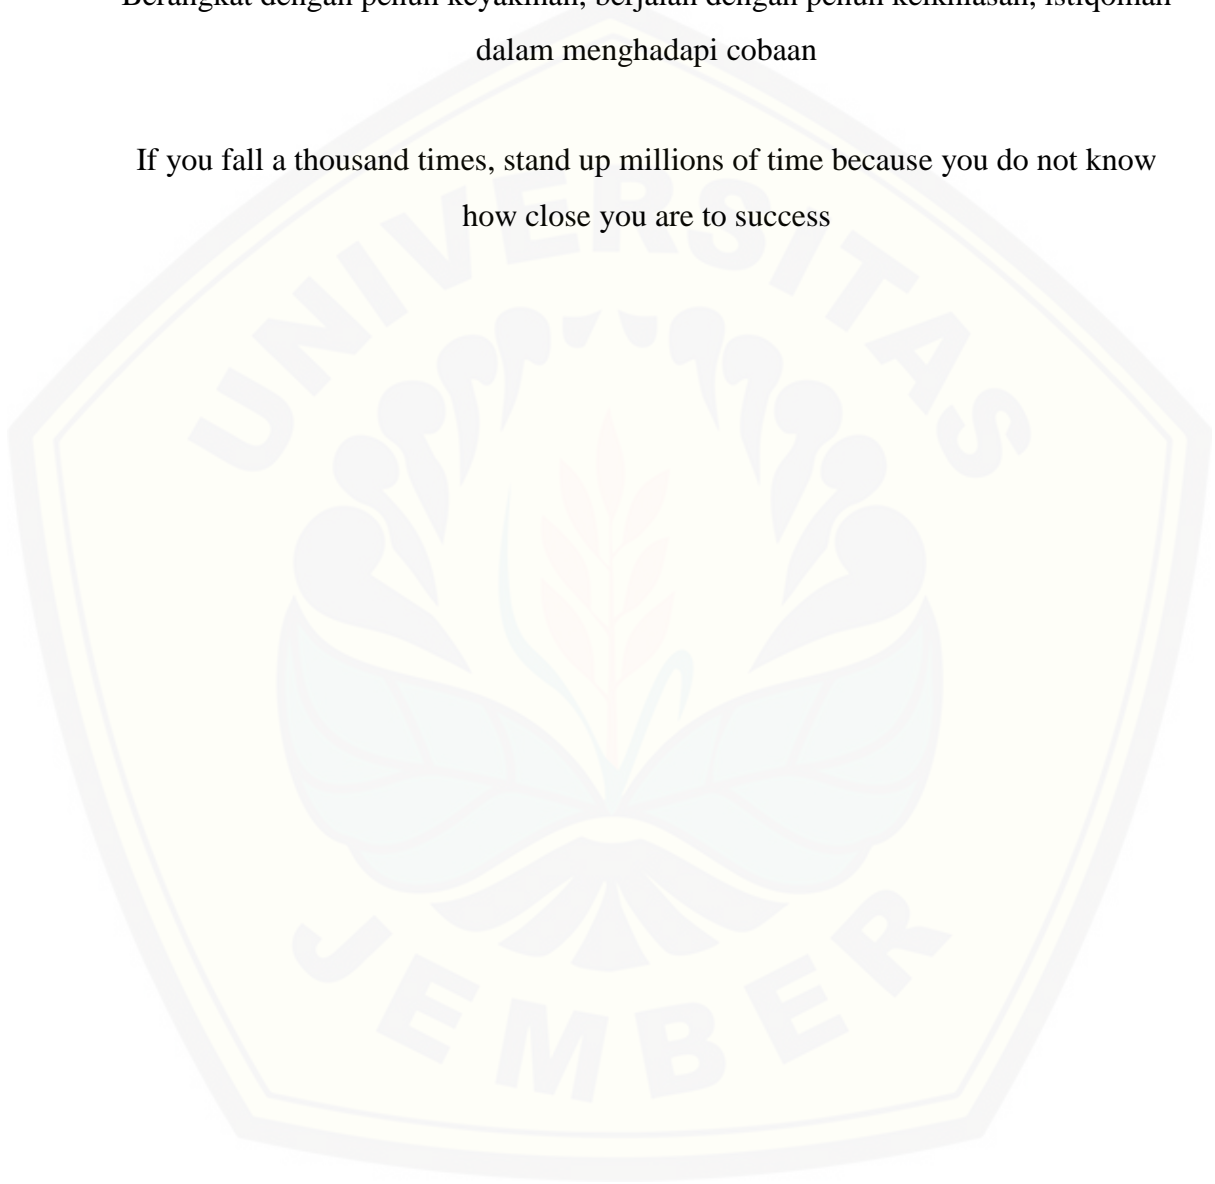 Berangkat dengan penuh keyakinan, berjalan dengan penuh keikhlasan, istiqomah
dalam menghadapi cobaan
If you fall a thousand times, stand up millions of time because you do not know
how close you are to success
UNIVERSITAS
JEMBER